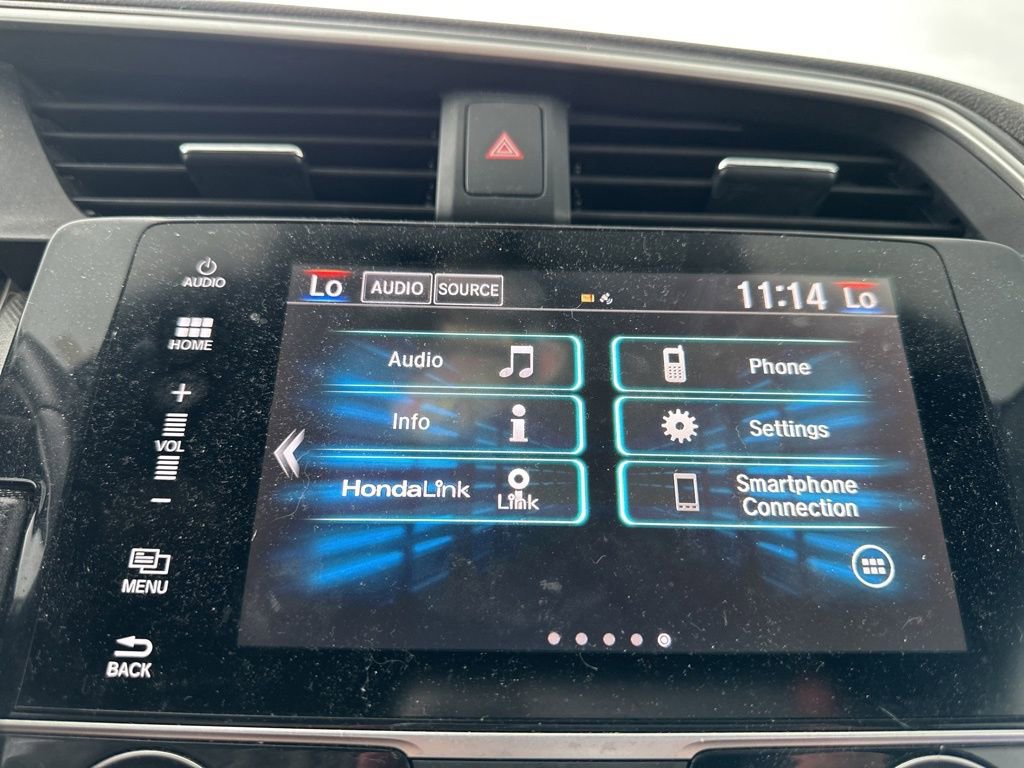 AUDIO
HOME
+
VOL
−
MENU
BACK
Lo AUDIO SOURCE 11:14 Lo
Audio
Phone
Info
Settings
HondaLink
Link
Smartphone
Connection